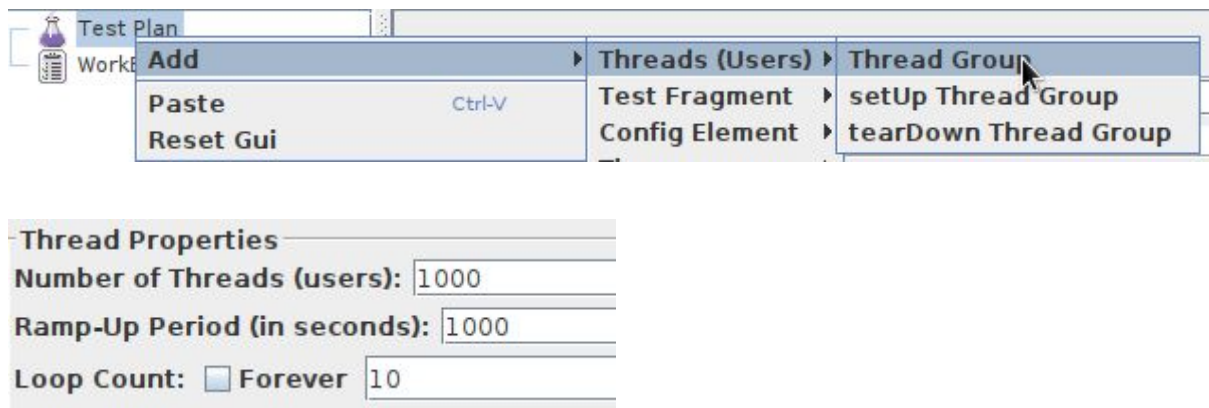 Test Plan
Add Threads (Users) Thread Group
Paste Ctrl-V Test Fragment setUp Thread Group
Reset Gui Config Element tearDown Thread Group
Thread Properties
Number of Threads (users): 1000
Ramp-Up Period (in seconds): 1000
Loop Count: Forever 10